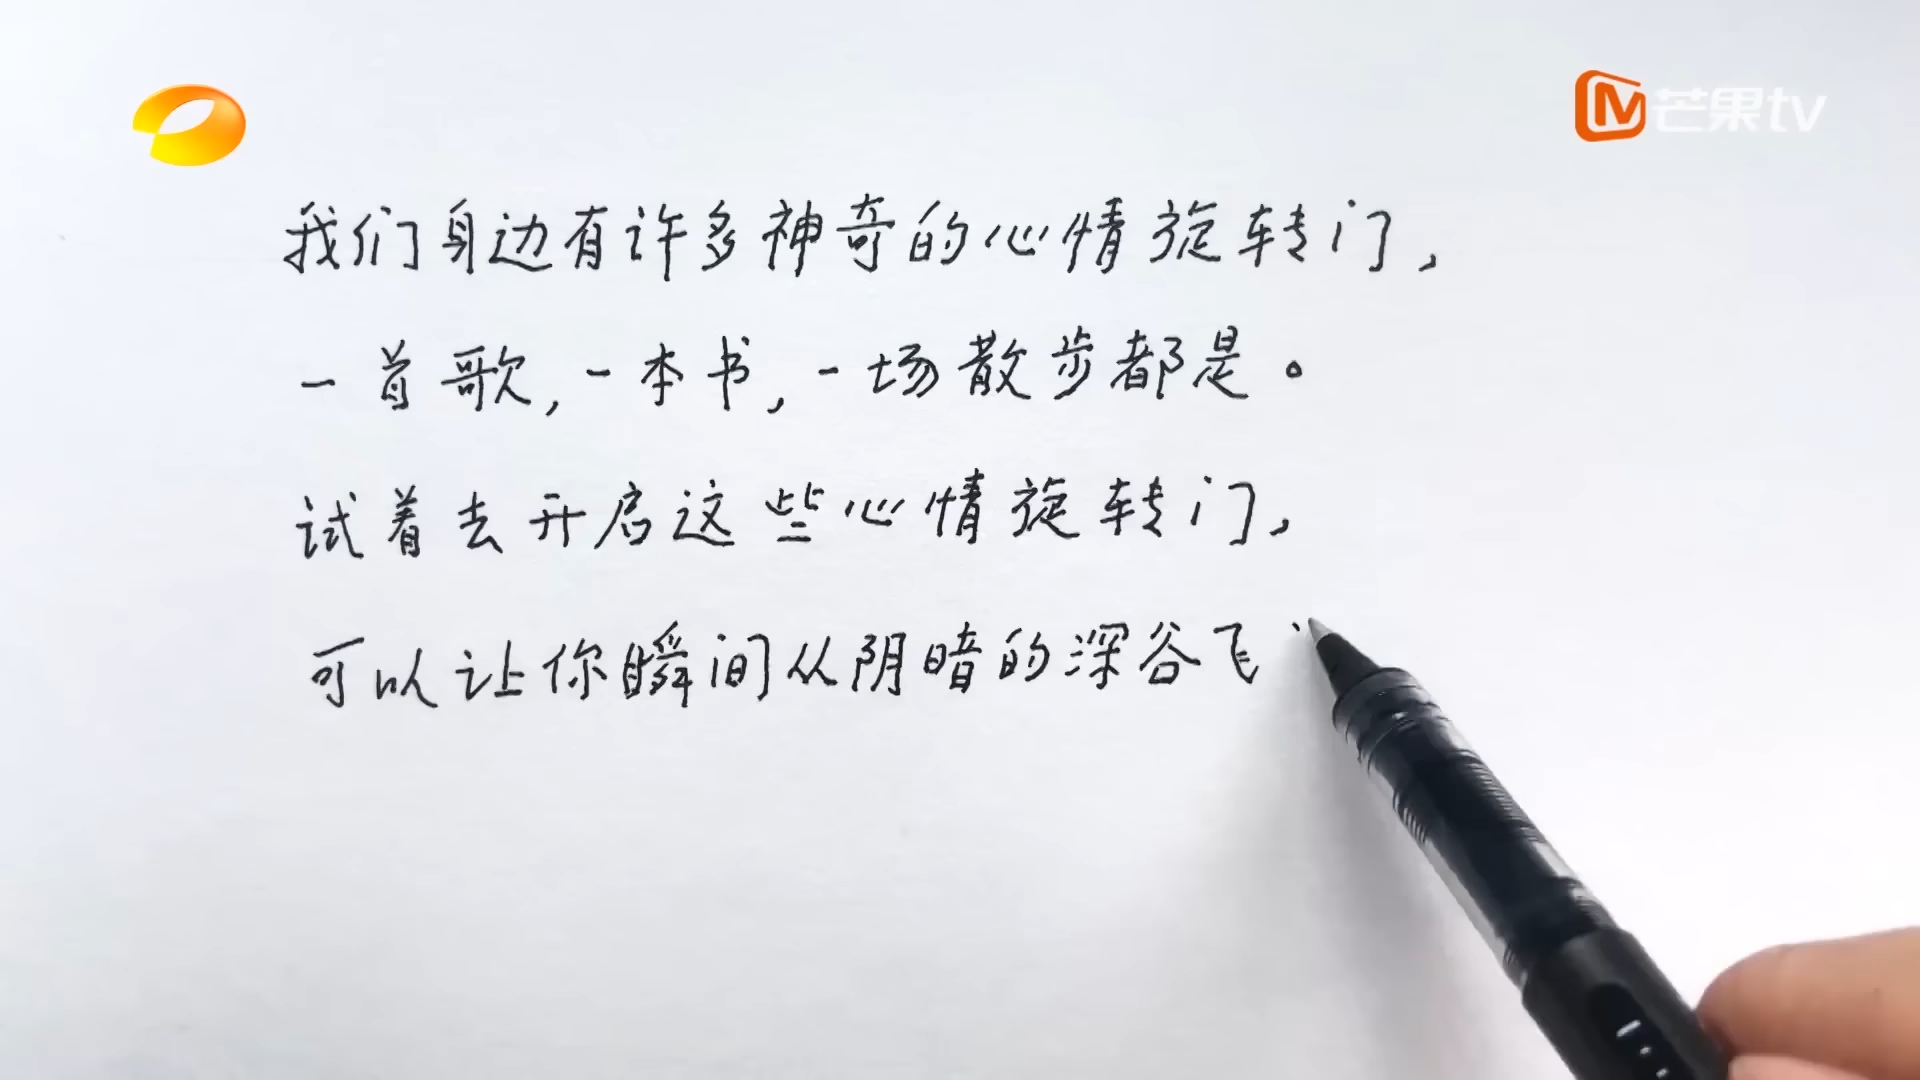 芒果tv
我们身边有许多神奇的心情旋转门，
一首歌，一本书，一场散步都是。
试着去开启这些心情旋转门，
可以让你瞬间从阴暗的深谷飞